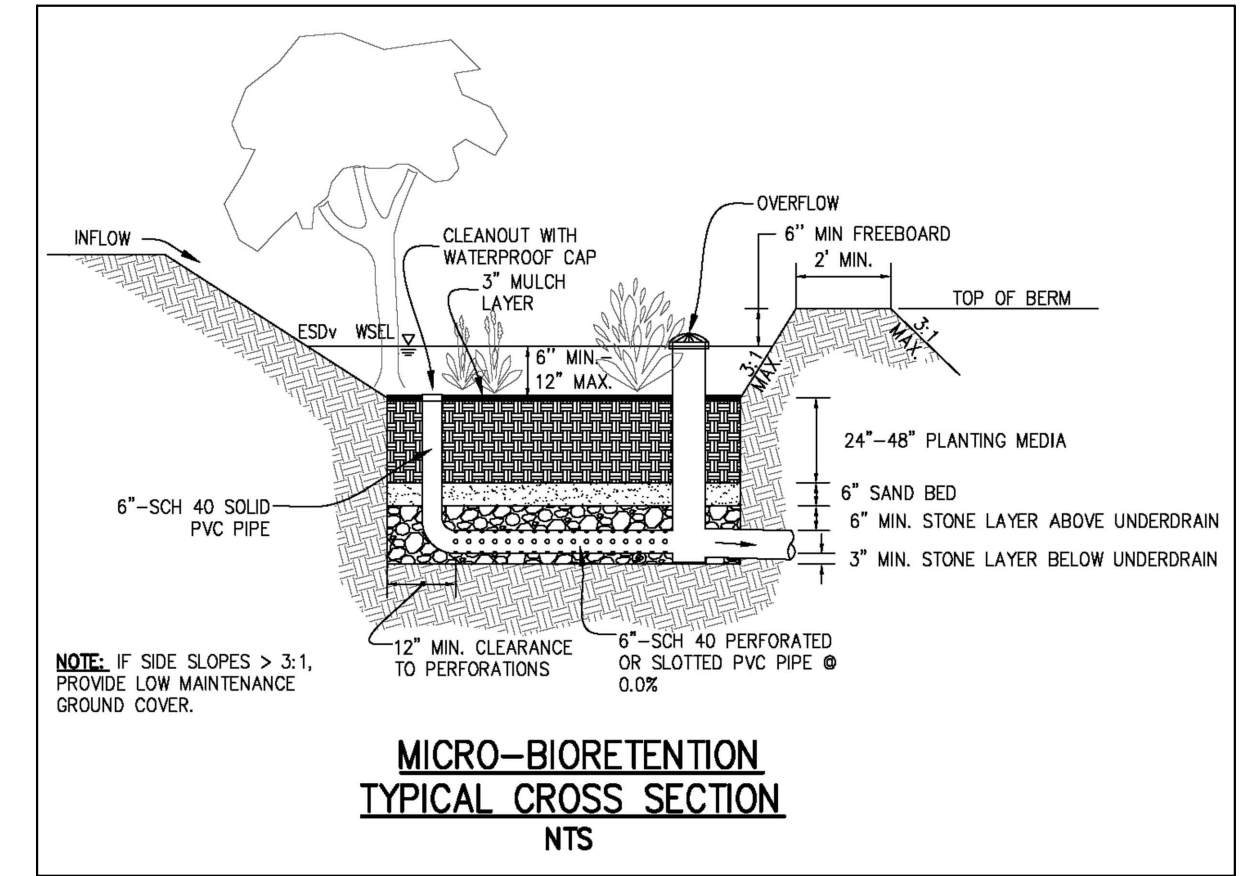 INFLOW
CLEANOUT WITH
WATERPROOF CAP
3" MULCH
LAYER
OVERFLOW
6" MIN FREEBOARD
2' MIN.
TOP OF BERM
ESDv WSEL
6" MIN.-
12" MAX.
3:1
MAX.
3:1
MAX.
24"-48" PLANTING MEDIA
6" SAND BED
6" MIN. STONE LAYER ABOVE UNDERDRAIN
3" MIN. STONE LAYER BELOW UNDERDRAIN
6"-SCH 40 SOLID
PVC PIPE
12" MIN. CLEARANCE
TO PERFORATIONS
6"-SCH 40 PERFORATED
OR SLOTTED PVC PIPE @
0.0%
NOTE: IF SIDE SLOPES > 3:1,
PROVIDE LOW MAINTENANCE
GROUND COVER.
MICRO-BIORETENTION
TYPICAL CROSS SECTION
NTS